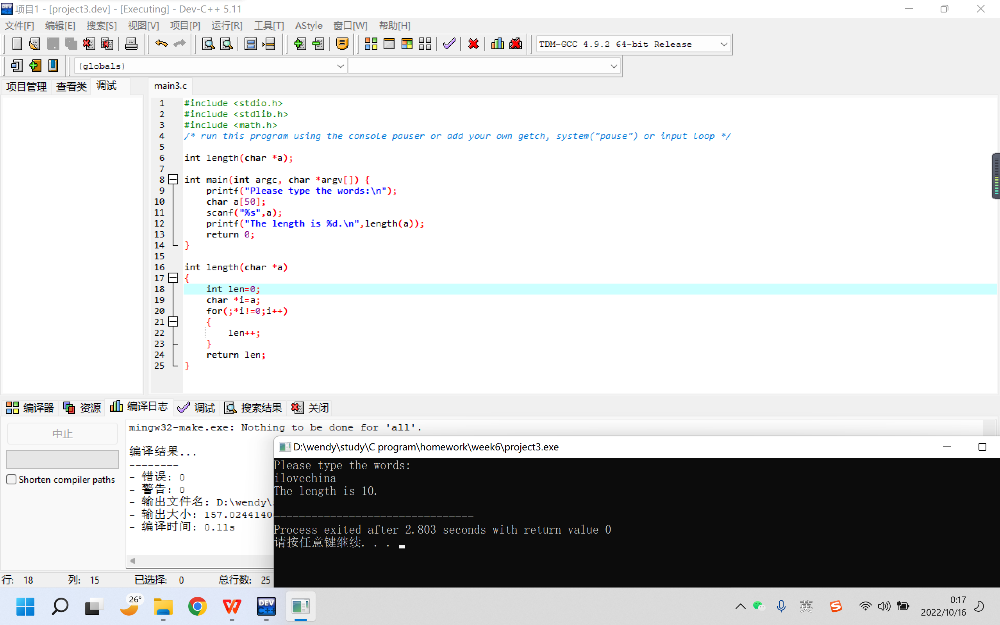 项目1 - [project3.dev] - [Executing] - Dev-C++ 5.11
文件[F] 编辑[E] 搜索[S] 视图[V] 项目[P] 运行[R] 工具[T] AStyle 窗口[W] 帮助[H]
TDM-GCC 4.9.2 64-bit Release
(globals)
项目管理 查看类 调试
main3.c
1 #include <stdio.h>
2 #include <stdlib.h>
3 #include <math.h>
4 /* run this program using the console pauser or add your own getch, system("pause") or input loop */
5
6 int length(char *a);
7
8 int main(int argc, char *argv[]) {
9 printf("Please type the words:\n");
10 char a[50];
11 scanf("%s",a);
12 printf("The length is %d.\n",length(a));
13 return 0;
14 }
15
16 int length(char *a)
17 {
18 int len=0;
19 char *i=a;
20 for(;*i!=0;i++)
21 {
22 len++;
23 }
24 return len;
25 }
编译器 资源 编译日志 调试 搜索结果 关闭
中止
Shorten compiler paths
mingw32-make.exe: Nothing to be done for 'all'.
编译结果...
--------
- 错误: 0
- 警告: 0
- 输出文件名: D:\wendy\
- 输出大小: 157.0244140
- 编译时间: 0.11s
D:\wendy\study\C program\homework\week6\project3.exe
Please type the words:
ilovechina
The length is 10.
--------------------------------
Process exited after 2.803 seconds with return value 0
请按任意键继续. . .
行: 18 列: 15 已选择: 0 总行数: 25
26°
DEV C++
英
0:17
2022/10/16